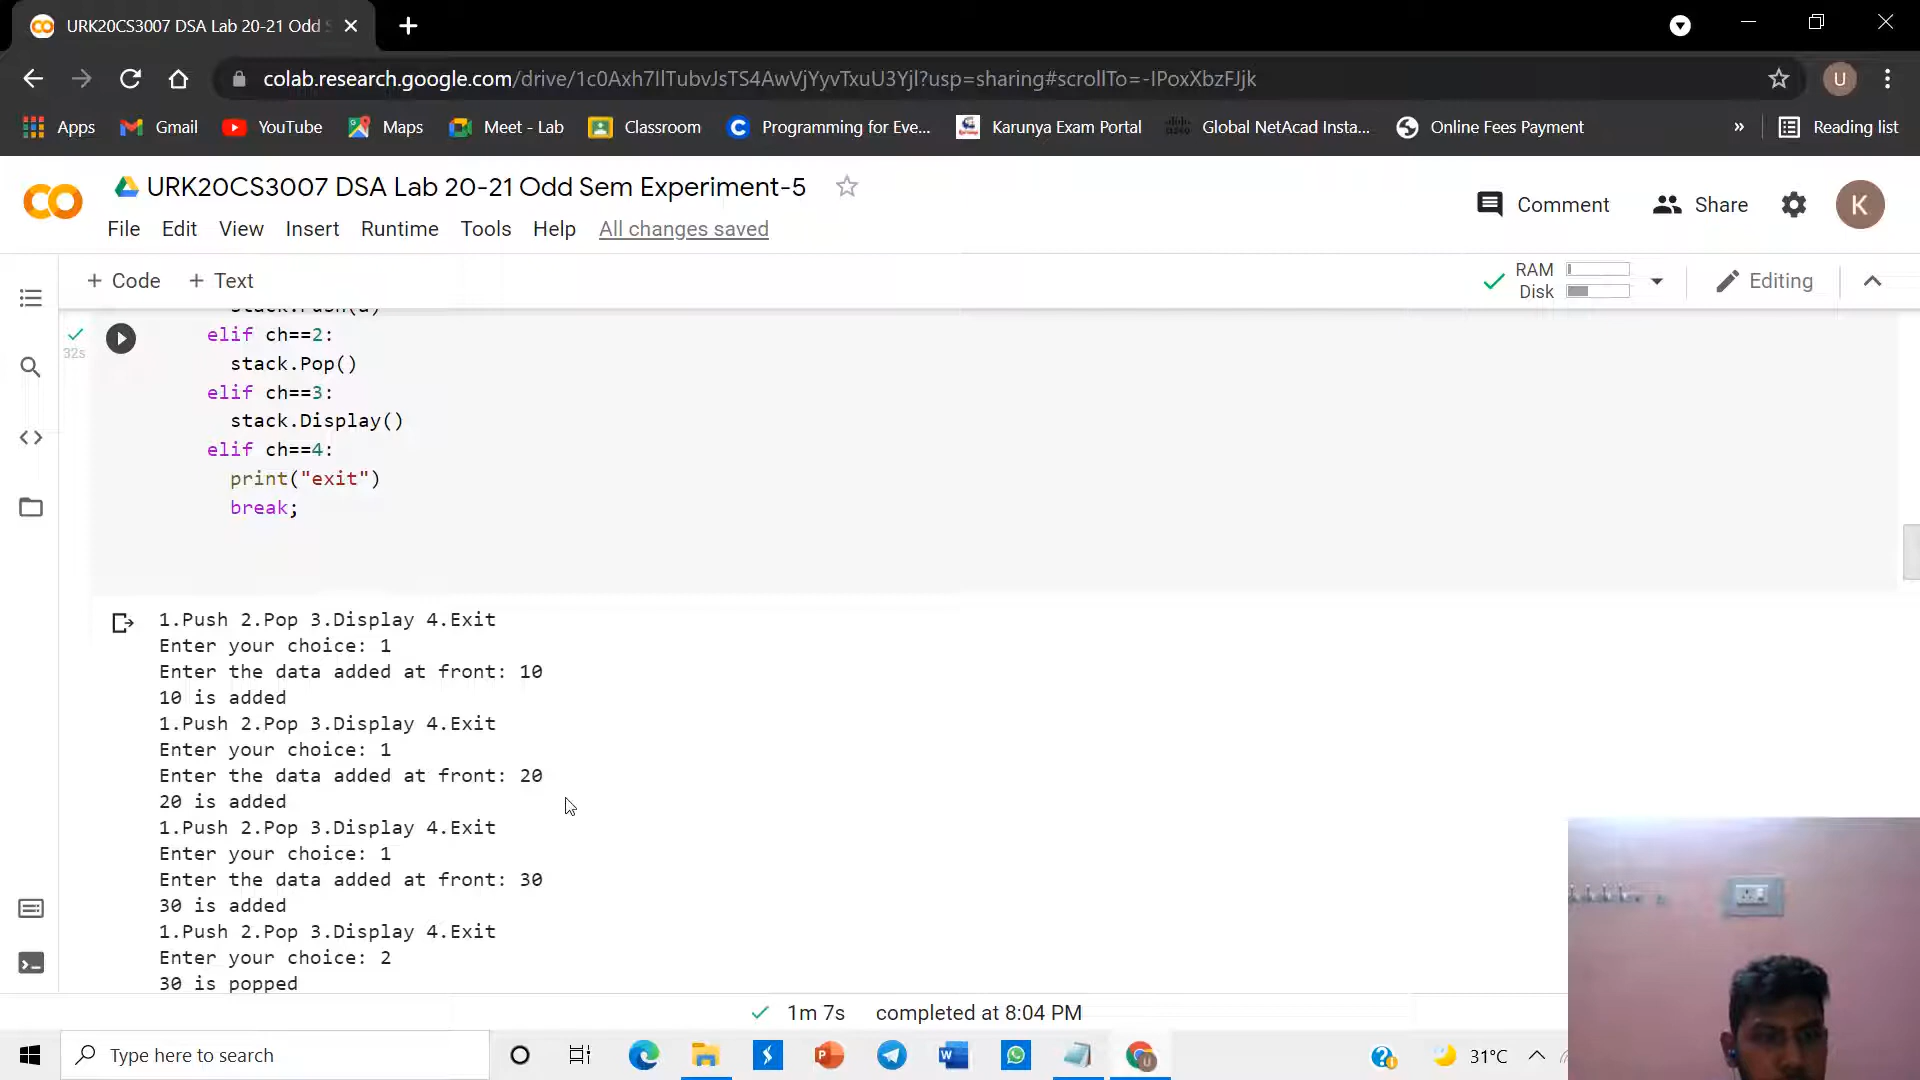 URK20CS3007 DSA Lab 20-21 Odd S
colab.research.google.com/drive/1c0Axh7IlTubvJsTS4AwVjYyvTxuU3Yjl?usp=sharing#scrollTo=-IPoxXbzFJjk
U
Apps Gmail YouTube Maps Meet - Lab Classroom Programming for Eve... Karunya Exam Portal Global NetAcad Insta... Online Fees Payment » Reading list
URK20CS3007 DSA Lab 20-21 Odd Sem Experiment-5
Comment Share K
File Edit View Insert Runtime Tools Help All changes saved
+ Code + Text
RAM
Disk
Editing
stack.Push(a)
32s
elif ch==2:
stack.Pop()
elif ch==3:
stack.Display()
elif ch==4:
print("exit")
break;
1.Push 2.Pop 3.Display 4.Exit
Enter your choice: 1
Enter the data added at front: 10
10 is added
1.Push 2.Pop 3.Display 4.Exit
Enter your choice: 1
Enter the data added at front: 20
20 is added
1.Push 2.Pop 3.Display 4.Exit
Enter your choice: 1
Enter the data added at front: 30
30 is added
1.Push 2.Pop 3.Display 4.Exit
Enter your choice: 2
30 is popped
1m 7s completed at 8:04 PM
Type here to search
31°C